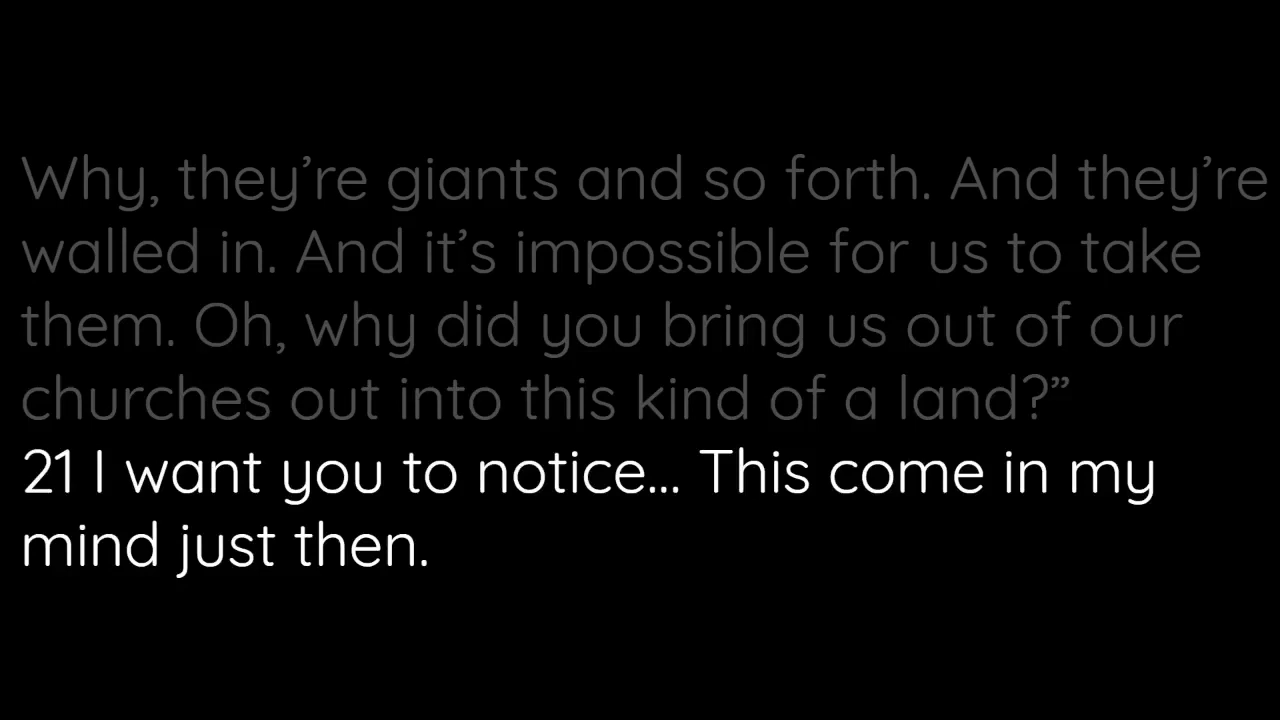 Why, they’re giants and so forth. And they’re
walled in. And it’s impossible for us to take
them. Oh, why did you bring us out of our
churches out into this kind of a land?”
21 I want you to notice... This come in my
mind just then.